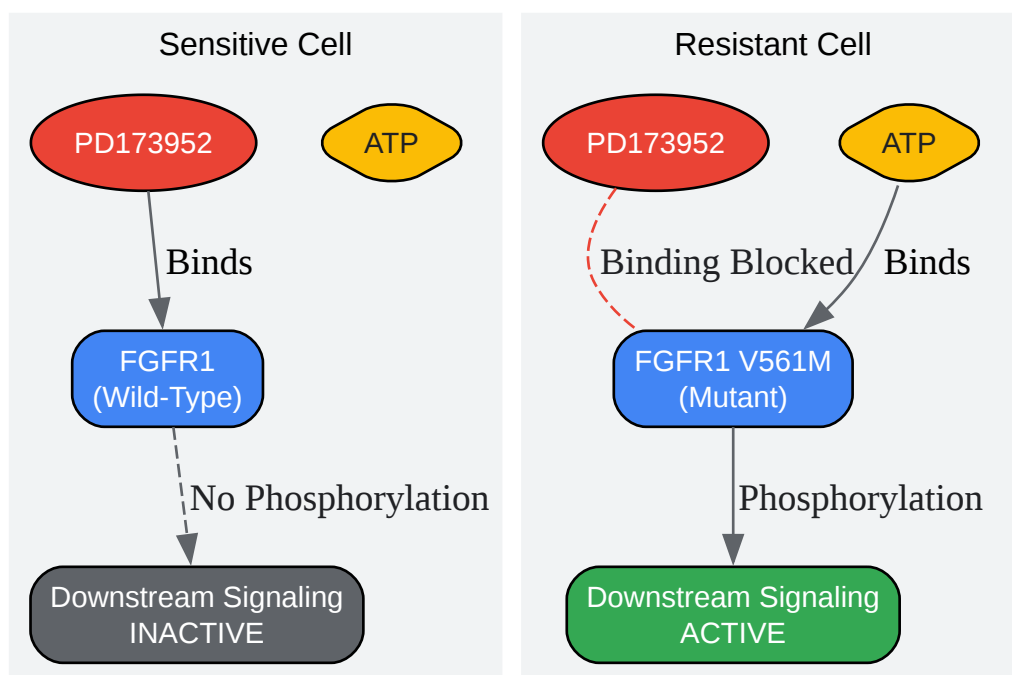 Sensitive Cell
PD173952
ATP
Binds
FGFR1
(Wild-Type)
No Phosphorylation
Downstream Signaling
INACTIVE
Resistant Cell
PD173952
ATP
Binding Blocked
Binds
FGFR1 V561M
(Mutant)
Phosphorylation
Downstream Signaling
ACTIVE